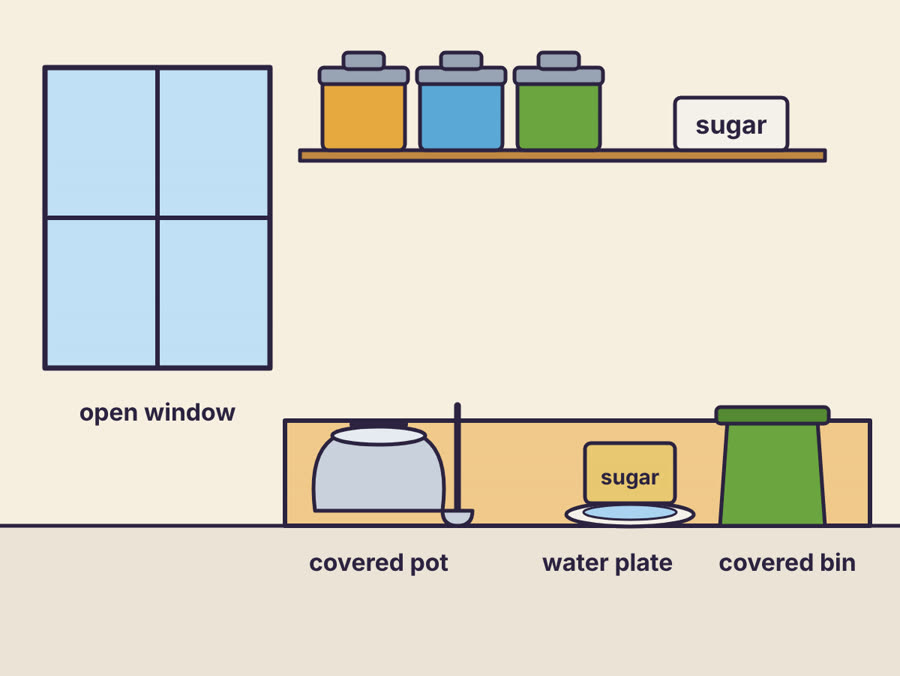 sugar
open window
sugar
covered pot
water plate
covered bin